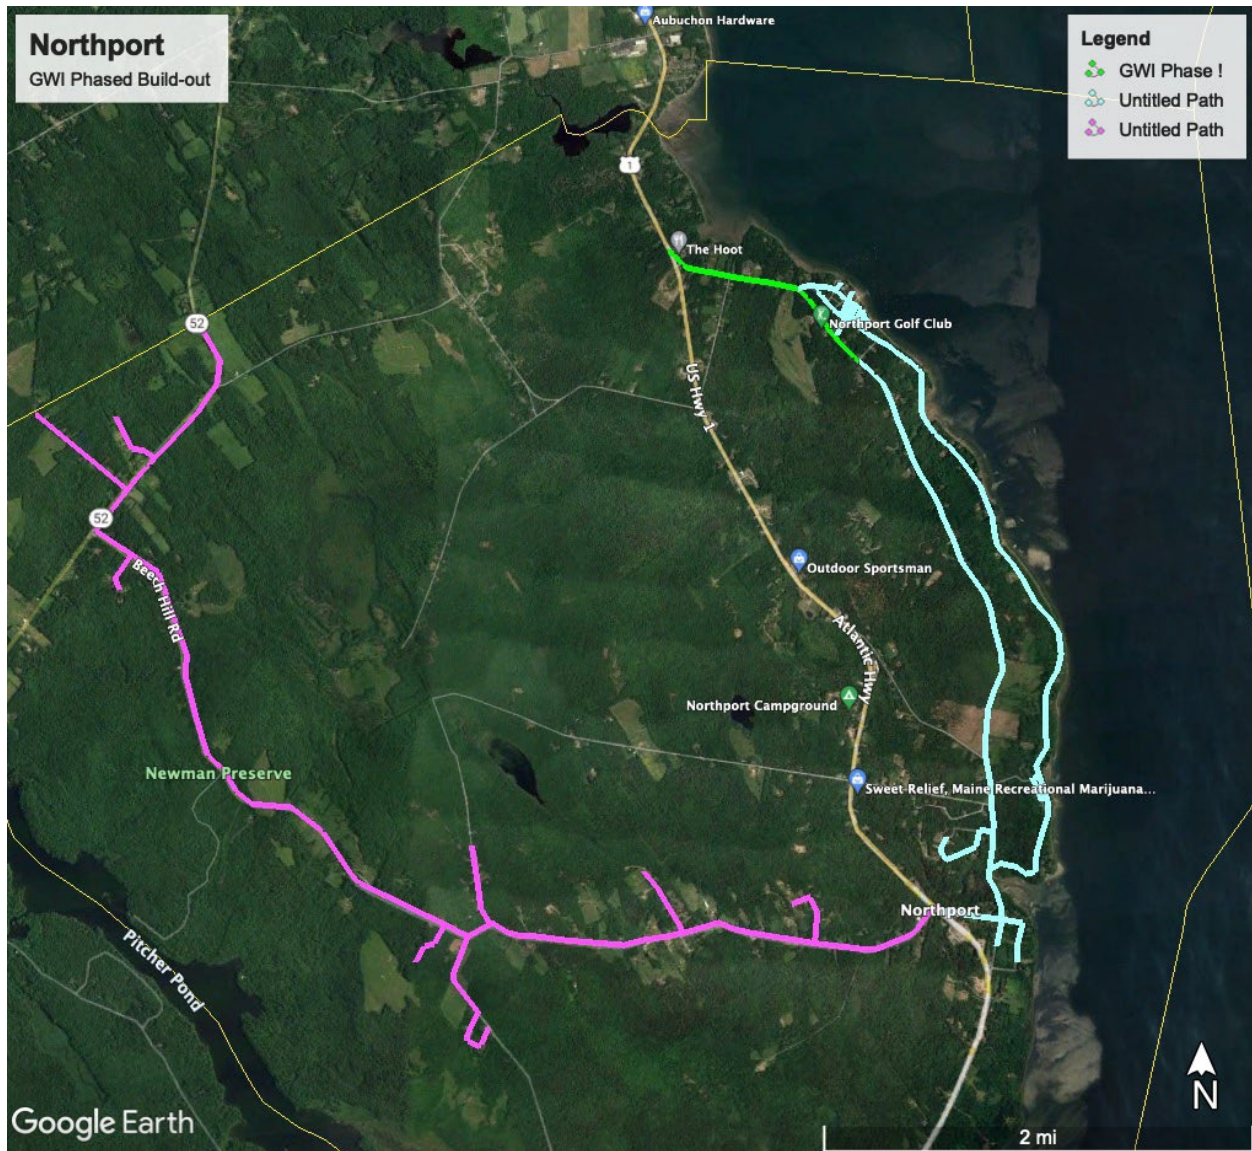 Northport
GWI Phased Build-out
Legend
GWI Phase !
Untitled Path
Untitled Path
Aubuchon Hardware
1
The Hoot
52
Northport Golf Club
US Hwy 1
52
Beech Hill Rd
Outdoor Sportsman
Atlantic Hwy
Northport Campground
Newman Preserve
Sweet Relief, Maine Recreational Marijuana...
Northport
Pitcher Pond
N
Google Earth
2 mi